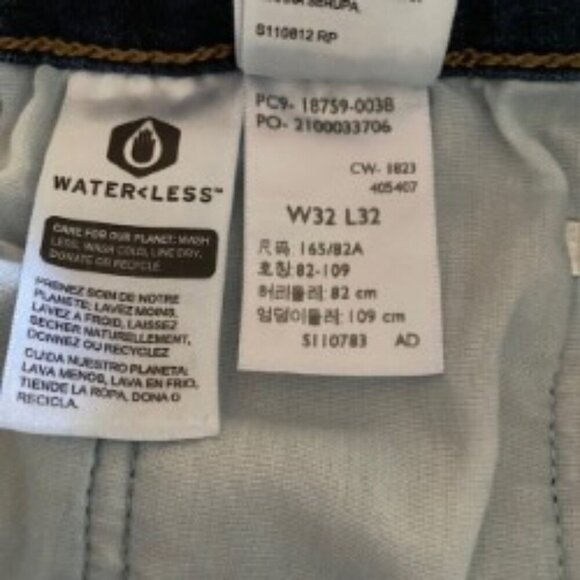 S110812 RP
WATER<LESS™
CARE FOR OUR PLANET: WASH
LESS, WASH COLD, LINE DRY,
DONATE OR RECYCLE.
PRENEZ SOIN DE NOTRE
PLANÈTE: LAVEZ MOINS,
LAVEZ À FROID, LAISSEZ
SÉCHER NATURELLEMENT,
DONNEZ OU RECYCLEZ
CUIDA NUESTRO PLANETA:
LAVA MENOS, LAVA EN FRÍO,
TIENDE LA ROPA, DONA O
RECICLA.
PC9- 18759-0038
PO- 2100033706
CW- 1823
405407
W32 L32
尺码 165/82A
호칭: 82-109
허리둘레: 82 cm
엉덩이둘레: 109 cm
S110783 AD